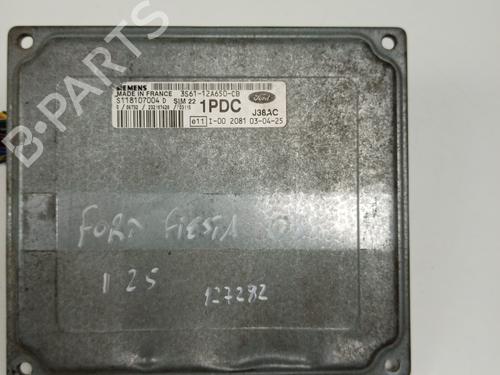 SIEMENS
MADE IN FRANCE 3S61-12A650-CB
S118107004 D SIM 22 1PDC Ford
J38AC
e11 I-00 2081 03-04-25
FORD FIESTA
1 25
127282
B-PARTS